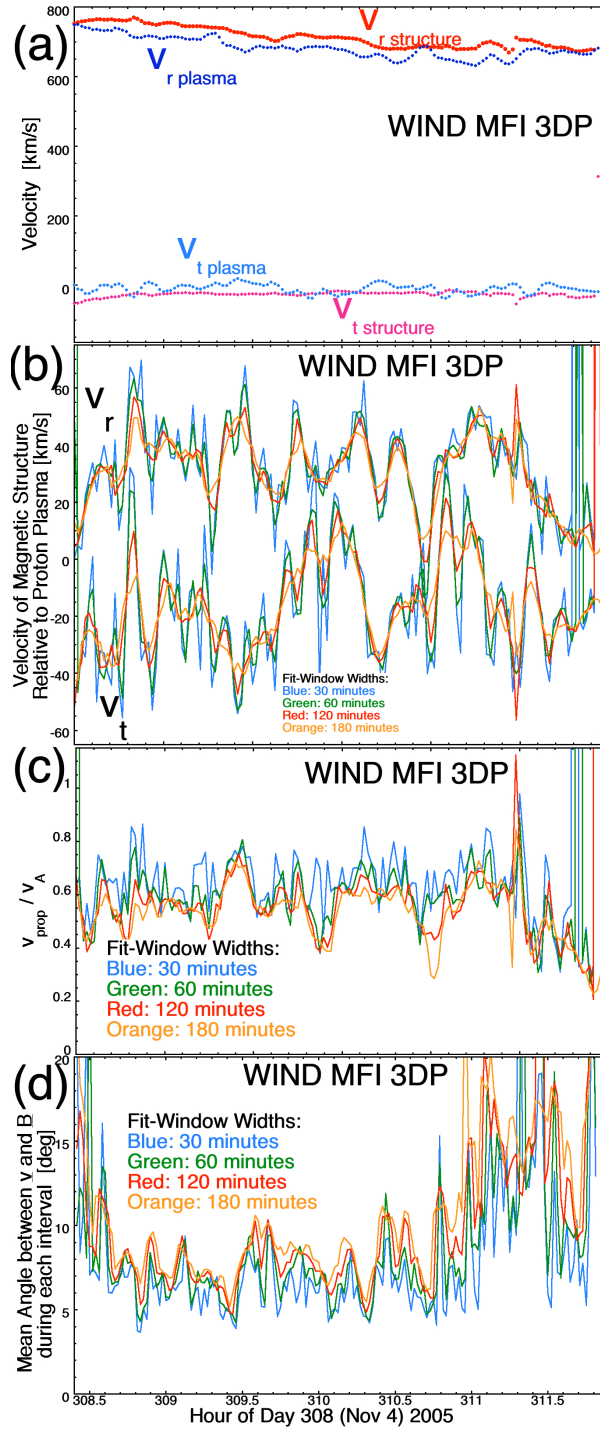 (a)
800
V
r structure
V
r plasma
600
WIND MFI 3DP
Velocity [km/s]
400
200
V
t plasma
0
V
t structure
(b)
WIND MFI 3DP
60
V
r
40
20
0
-20
-40
-60
Velocity of Magnetic Structure
Relative to Proton Plasma [km/s]
V
t
Fit-Window Widths:
Blue: 30 minutes
Green: 60 minutes
Red: 120 minutes
Orange: 180 minutes
(c)
WIND MFI 3DP
1
0.8
0.6
0.4
0.2
0
vprop / vA
Fit-Window Widths:
Blue: 30 minutes
Green: 60 minutes
Red: 120 minutes
Orange: 180 minutes
(d)
WIND MFI 3DP
20
15
10
5
0
Mean Angle between v and B
during each interval [deg]
Fit-Window Widths:
Blue: 30 minutes
Green: 60 minutes
Red: 120 minutes
Orange: 180 minutes
308.5 309 309.5 310 310.5 311 311.5
Hour of Day 308 (Nov 4) 2005